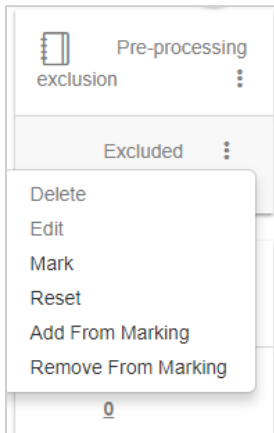 Pre-processing
exclusion
Excluded
Delete
Edit
Mark
Reset
Add From Marking
Remove From Marking
0